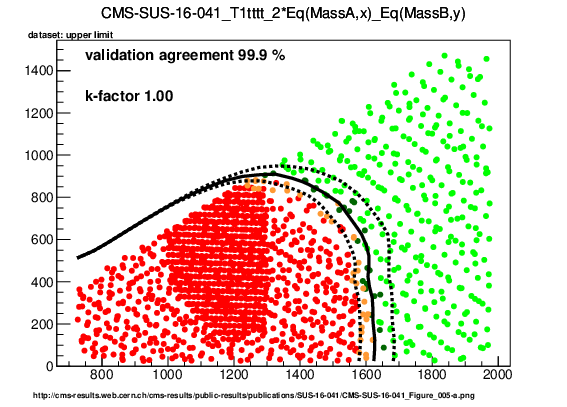 CMS-SUS-16-041_T1tttt_2*Eq(MassA,x)_Eq(MassB,y)
dataset: upper limit
validation agreement 99.9 %
k-factor 1.00
1400
1200
1000
800
600
400
200
0
800 1000 1200 1400 1600 1800 2000
http://cms-results.web.cern.ch/cms-results/public-results/publications/SUS-16-041/CMS-SUS-16-041_Figure_005-a.png